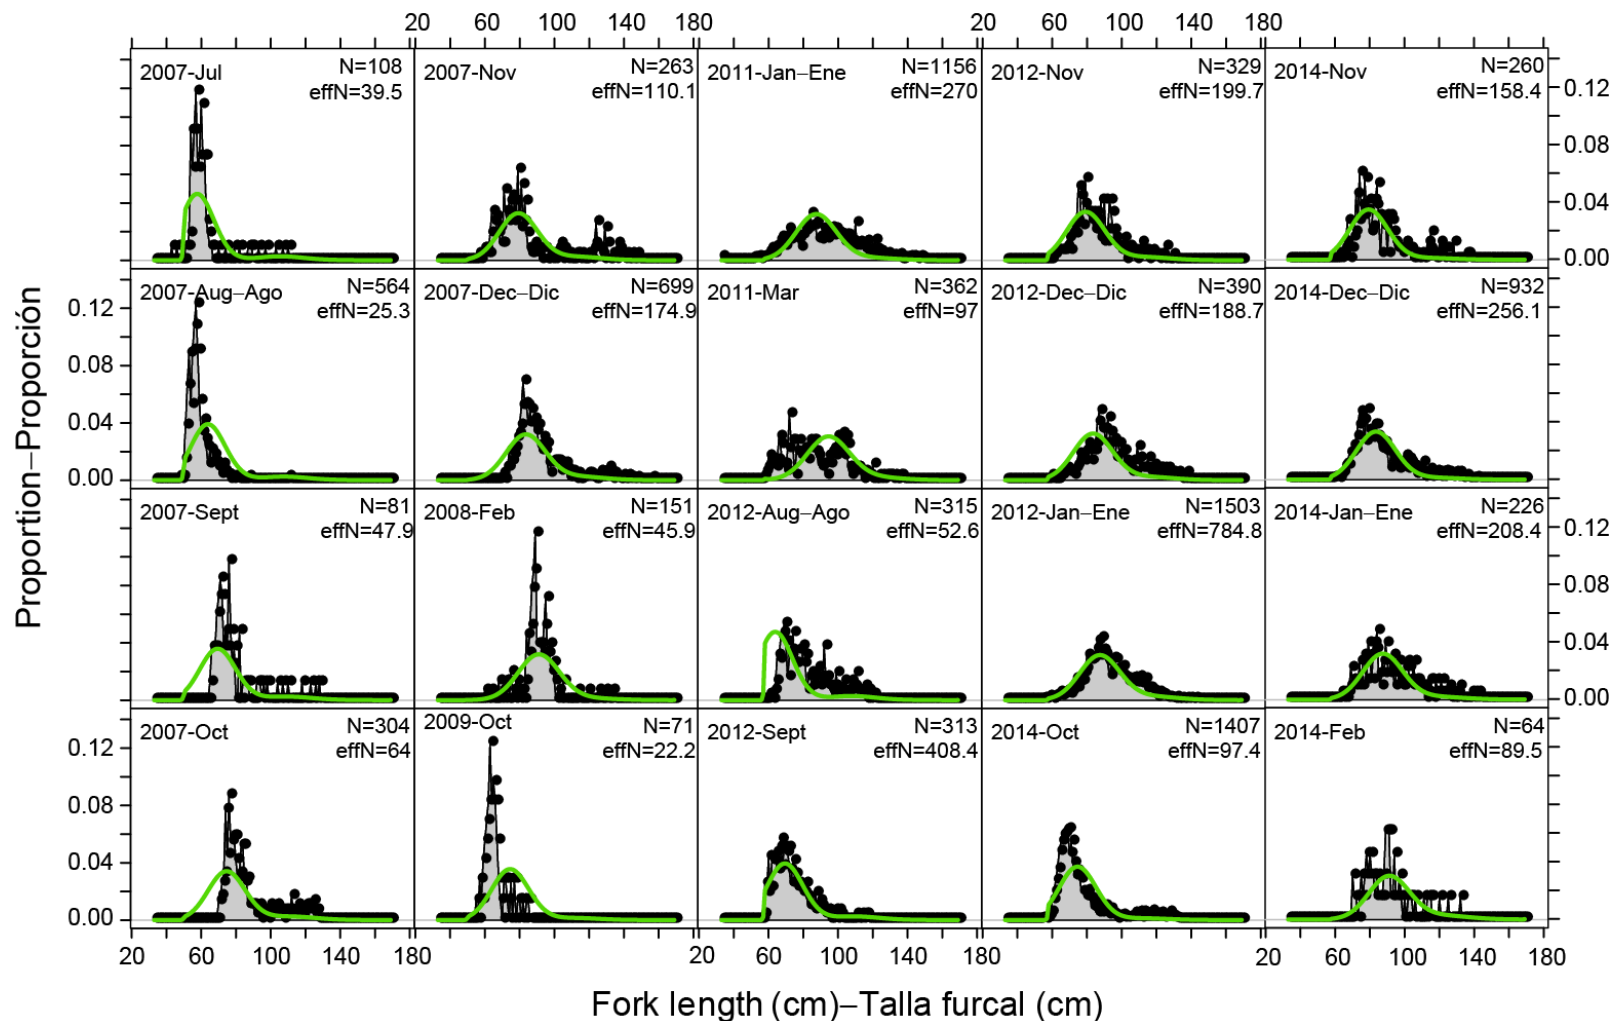 20 60 100 140 180 20 60 100 140 180
2007-Jul N=108
effN=39.5
2007-Nov N=263
effN=110.1
2011-Jan–Ene N=1156
effN=270
2012-Nov N=329
effN=199.7
2014-Nov N=260
effN=158.4
0.12
0.08
0.04
0.00
2007-Aug–Ago N=564
effN=25.3
2007-Dec–Dic N=699
effN=174.9
2011-Mar N=362
effN=97
2012-Dec–Dic N=390
effN=188.7
2014-Dec–Dic N=932
effN=256.1
0.12
0.08
0.04
0.00
Proportion–Proporción
2007-Sept N=81
effN=47.9
2008-Feb N=151
effN=45.9
2012-Aug–Ago N=315
effN=52.6
2012-Jan–Ene N=1503
effN=784.8
2014-Jan–Ene N=226
effN=208.4
0.12
0.08
0.04
0.00
2007-Oct N=304
effN=64
2009-Oct N=71
effN=22.2
2012-Sept N=313
effN=408.4
2014-Oct N=1407
effN=97.4
2014-Feb N=64
effN=89.5
0.12
0.08
0.04
0.00
20 60 100 140 180 60 100 140 180 20 60 100 140 180
Fork length (cm)–Talla furcal (cm)